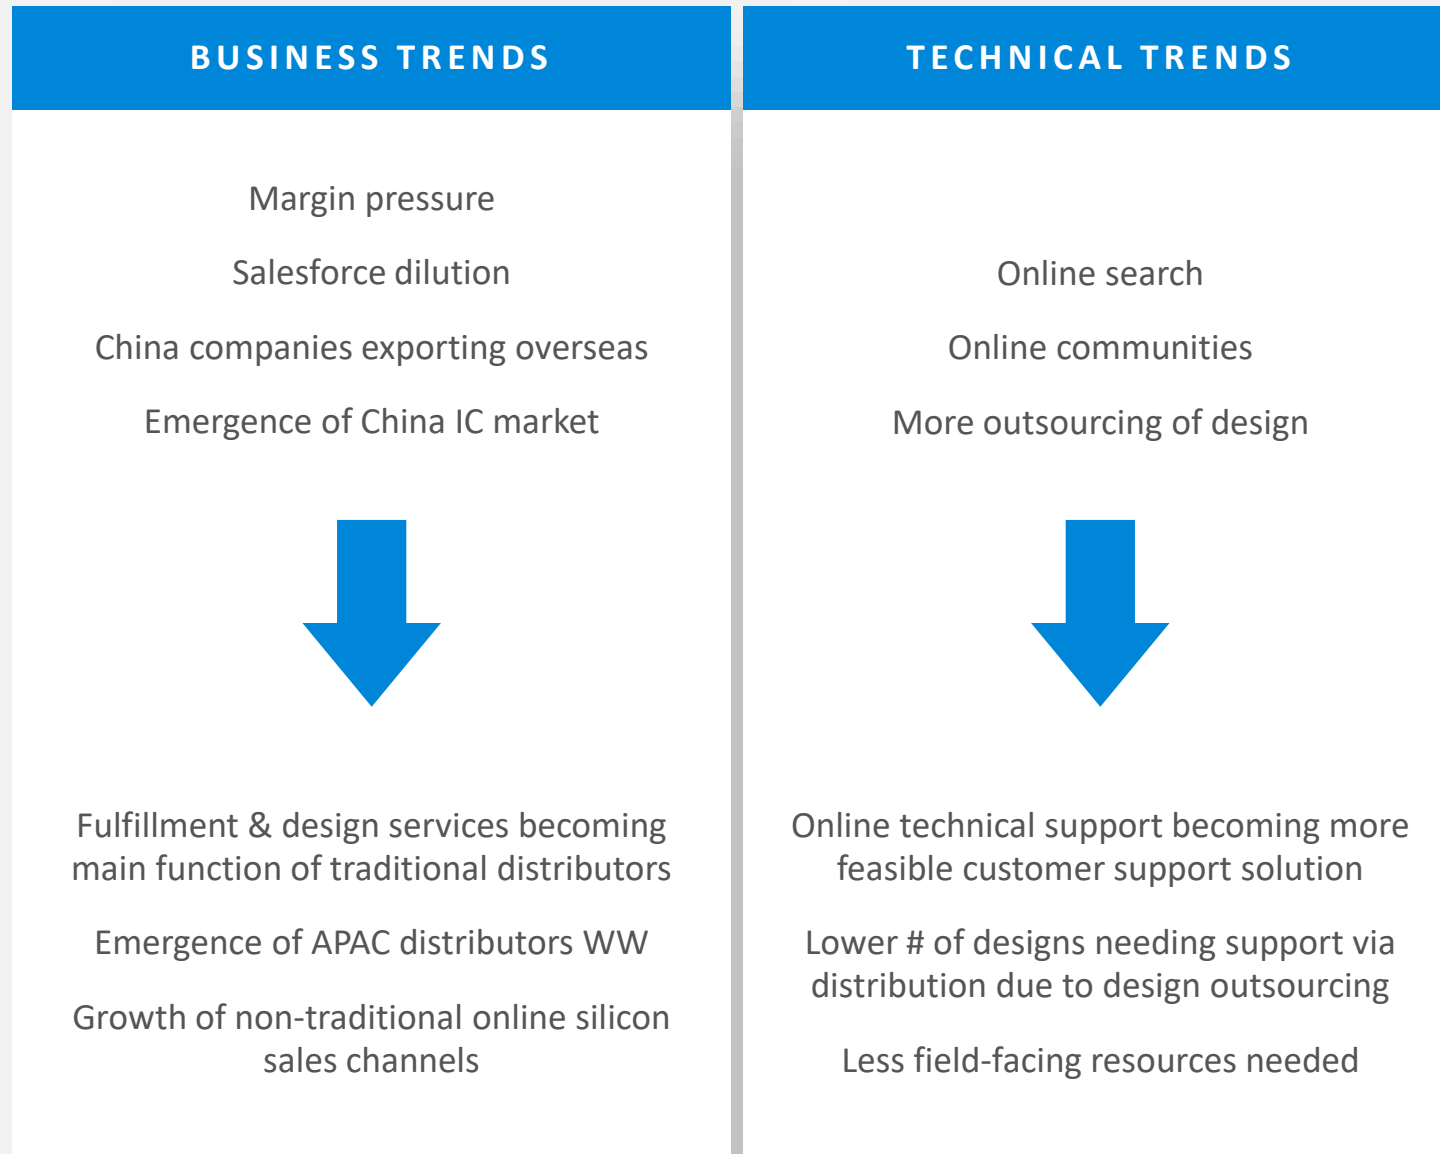 BUSINESS TRENDS
Margin pressure
Salesforce dilution
China companies exporting overseas
Emergence of China IC market
Fulfillment & design services becoming
main function of traditional distributors
Emergence of APAC distributors WW
Growth of non-traditional online silicon
sales channels
TECHNICAL TRENDS
Online search
Online communities
More outsourcing of design
Online technical support becoming more
feasible customer support solution
Lower # of designs needing support via
distribution due to design outsourcing
Less field-facing resources needed